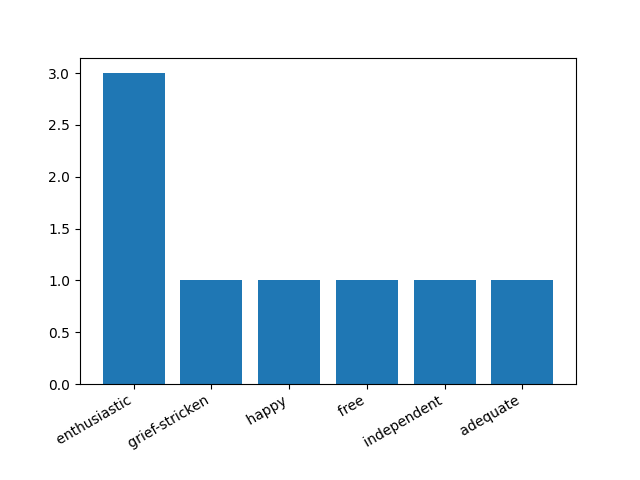 3.0
2.5
2.0
1.5
1.0
0.5
0.0
enthusiastic
grief-stricken
happy
free
independent
adequate